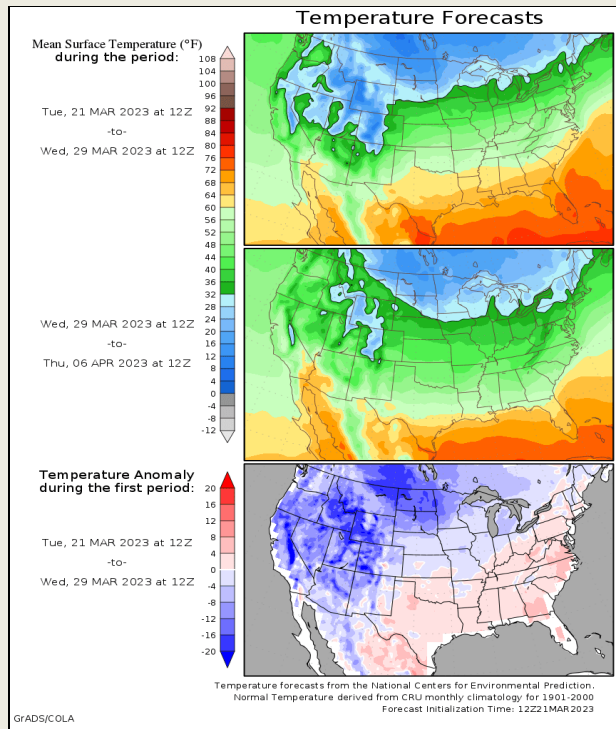 Temperature Forecasts
Mean Surface Temperature (°F)
during the period:
Tue, 21 MAR 2023 at 12Z
-to-
Wed, 29 MAR 2023 at 12Z
108
104
100
96
92
88
84
80
76
72
68
64
60
56
52
48
44
40
36
32
28
24
20
16
12
8
4
0
-4
-8
-12
Wed, 29 MAR 2023 at 12Z
-to-
Thu, 06 APR 2023 at 12Z
Temperature Anomaly
during the first period:
Tue, 21 MAR 2023 at 12Z
-to-
Wed, 29 MAR 2023 at 12Z
20
16
12
8
4
0
-4
-8
-12
-16
-20
Temperature forecasts from the National Centers for Environmental Prediction.
Normal Temperature derived from CRU monthly climatology for 1901-2000
Forecast Initialization Time: 12Z21MAR2023
GrADS/COLA